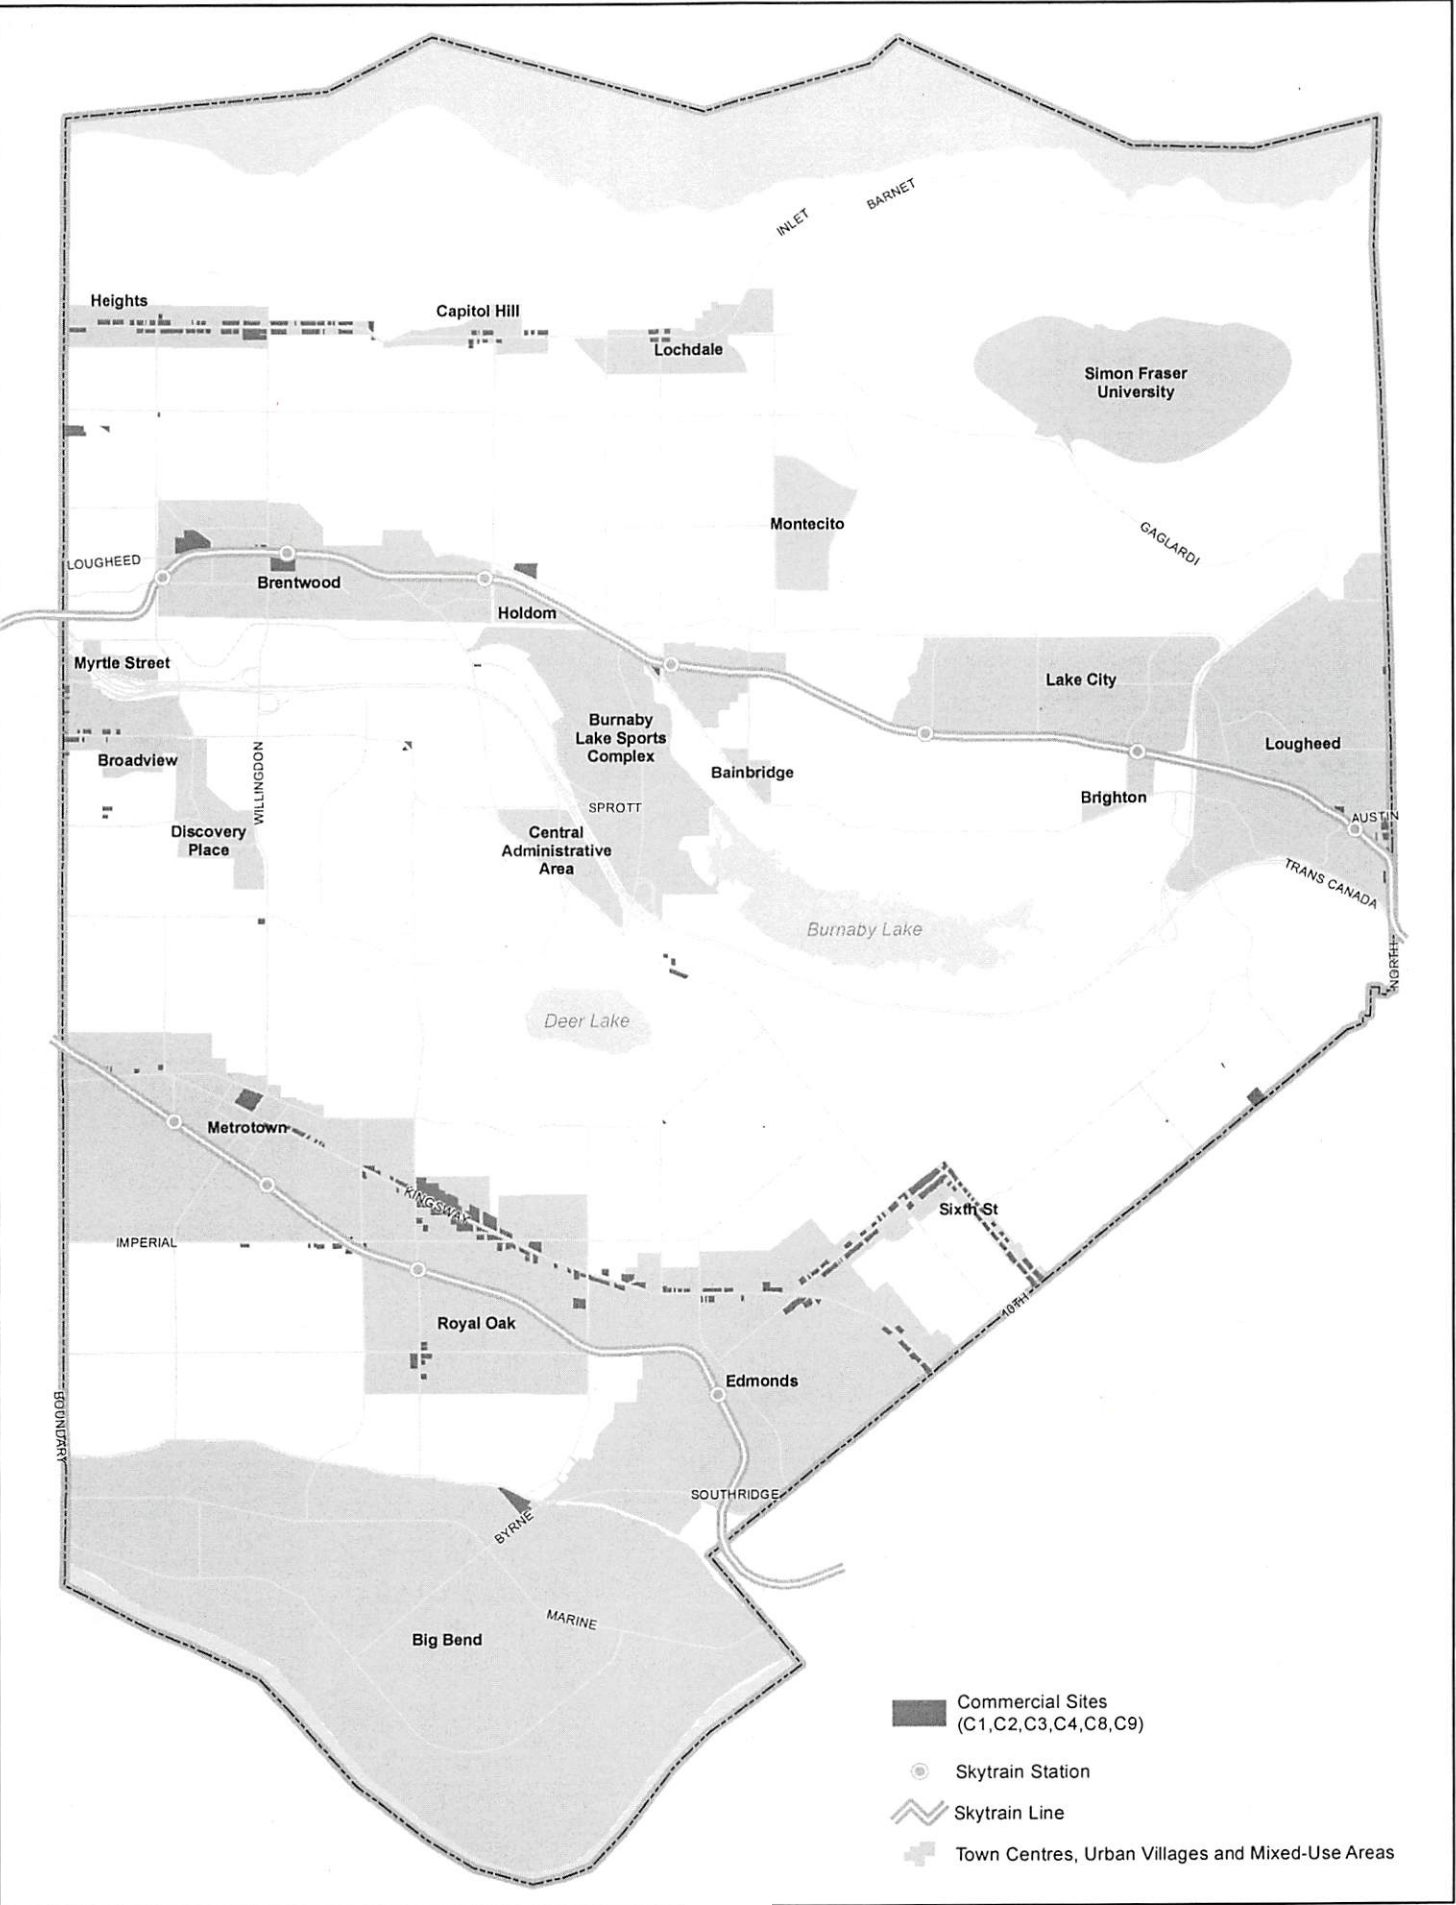 INLET
BARNET
Heights
Capitol Hill
Lochdale
Simon Fraser
University
Montecito
GAGLARDI
LOUGHEED
Brentwood
Holdom
Myrtle Street
Lake City
Burnaby
Lake Sports
Complex
Lougheed
Broadview
WILLINGDON
Bainbridge
Brighton
SPROTT
AUSTIN
Discovery
Place
Central
Administrative
Area
TRANS CANADA
Burnaby Lake
NORTH
Deer Lake
Metrotown
KINGSWAY
Sixth St
IMPERIAL
10TH
Royal Oak
Edmonds
BOUNDARY
SOUTHRIDGE
BYRNE
MARINE
Big Bend
Commercial Sites
(C1,C2,C3,C4,C8,C9)
Skytrain Station
Skytrain Line
Town Centres, Urban Villages and Mixed-Use Areas